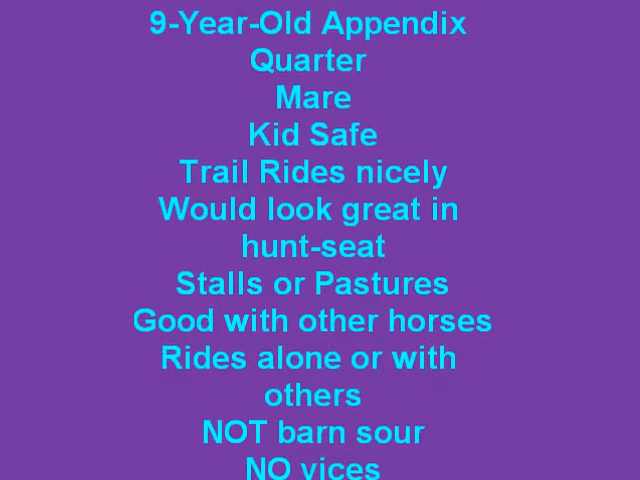 9-Year-Old Appendix
Quarter
Mare
Kid Safe
Trail Rides nicely
Would look great in
hunt-seat
Stalls or Pastures
Good with other horses
Rides alone or with
others
NOT barn sour
NO vices